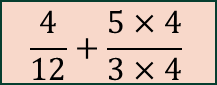 4/12 + (5 × 4)/(3 × 4)